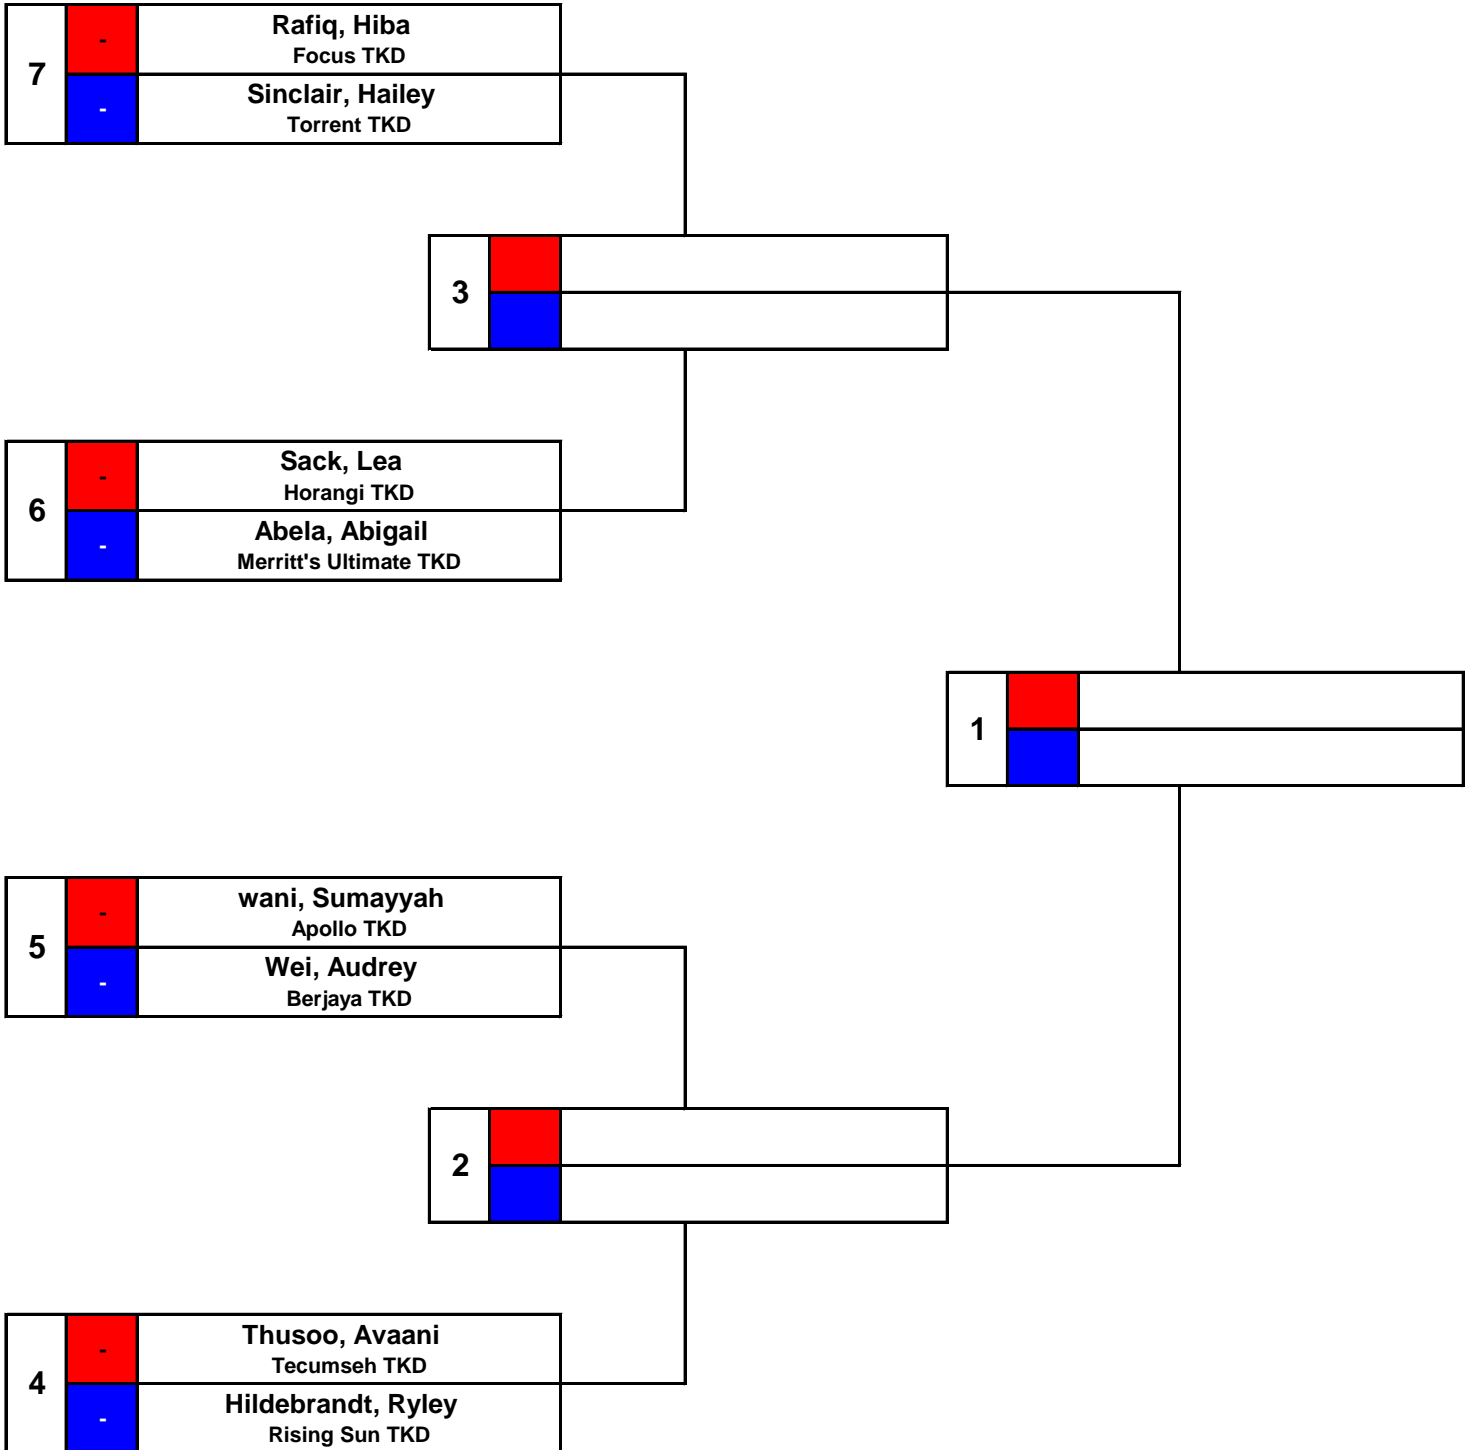 Rafiq, Hiba
-
Focus TKD
7
Sinclair, Hailey
-
Torrent TKD
3
Sack, Lea
-
Horangi TKD
6
Abela, Abigail
-
Merritt's Ultimate TKD
1
wani, Sumayyah
-
Apollo TKD
5
Wei, Audrey
-
Berjaya TKD
2
Thusoo, Avaani
-
Tecumseh TKD
4
Hildebrandt, Ryley
-
Rising Sun TKD